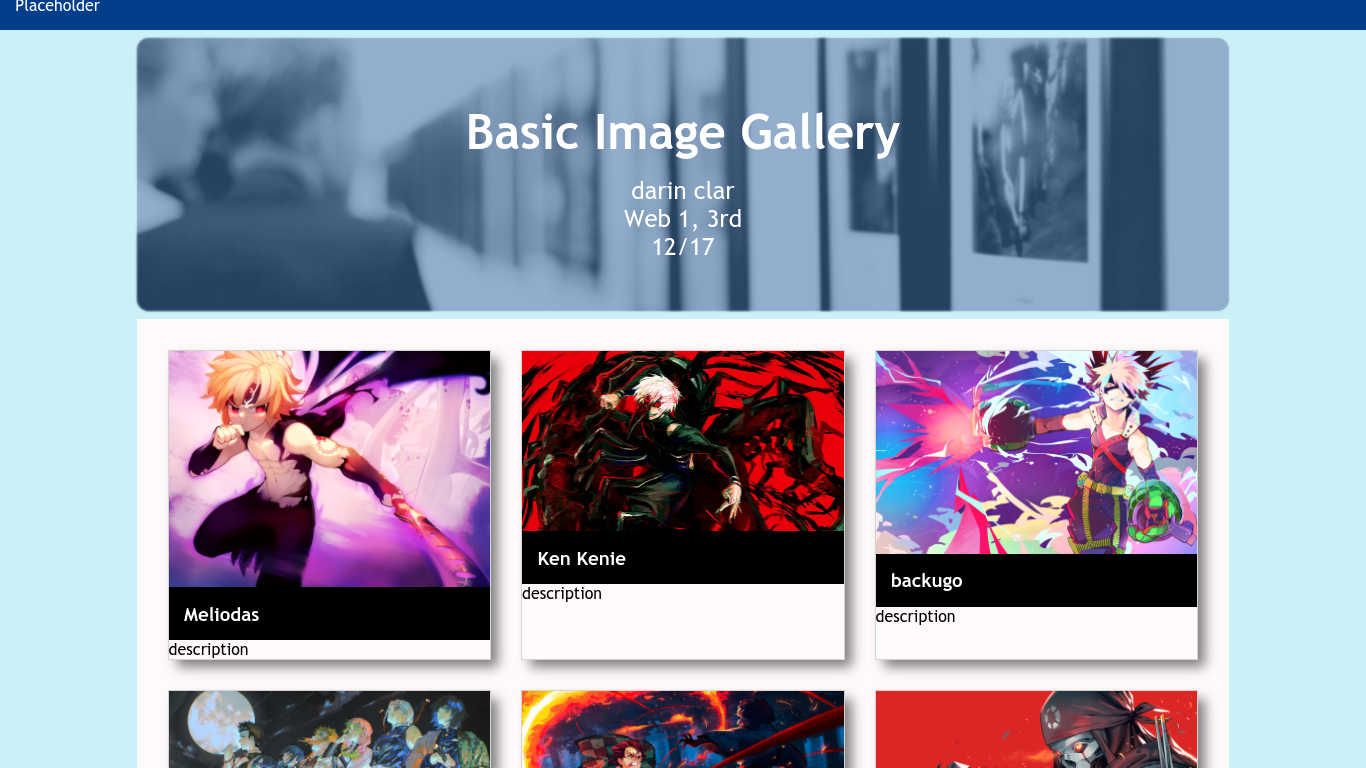 Placeholder
Basic Image Gallery
darin clar
Web 1, 3rd
12/17
Meliodas
description
Ken Kenie
description
backugo
description